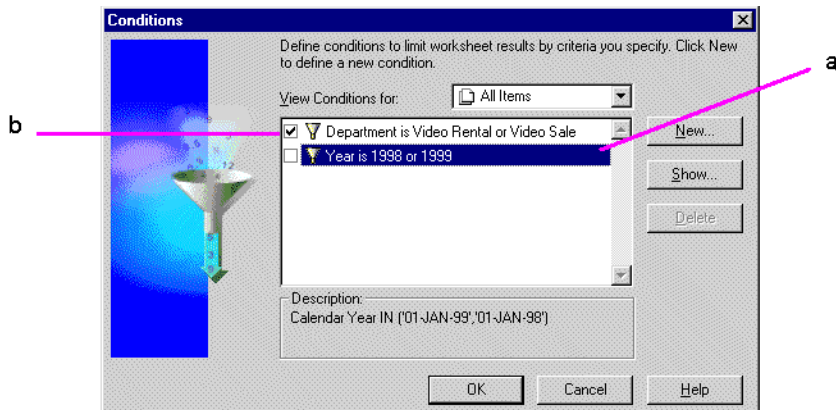 Conditions
Define conditions to limit worksheet results by criteria you specify. Click New
to define a new condition.
a
View Conditions for:
All Items
b
Department is Video Rental or Video Sale
New...
Year is 1998 or 1999
Show...
Delete
Description:
Calendar Year IN ('01-JAN-99','01-JAN-98')
OK
Cancel
Help